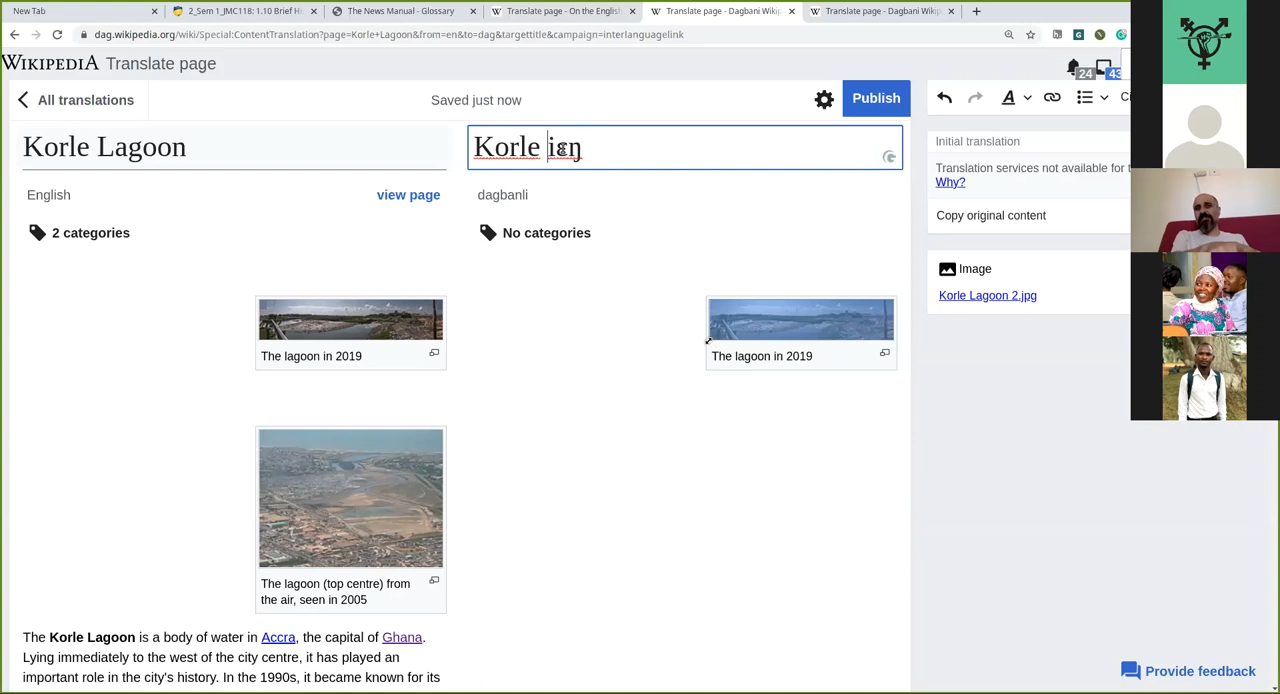 New Tab
2_Sem 1_JMC118: 1.10 Brief Hi
The News Manual - Glossary
Translate page - On the English
Translate page - Dagbani Wikip
Translate page - Dagbani Wikip
dag.wikipedia.org/wiki/Special:ContentTranslation?page=Korle+Lagoon&from=en&to=dag&targettitle&campaign=interlanguagelink
WIKIPEDIA Translate page
24
43
All translations
Saved just now
Publish
Korle Lagoon
Korle
English
view page
dagbanli
2 categories
No categories
The lagoon in 2019
The lagoon in 2019
The lagoon (top centre) from
the air, seen in 2005
The Korle Lagoon is a body of water in Accra, the capital of Ghana.
Lying immediately to the west of the city centre, it has played an
important role in the city's history. In the 1990s, it became known for its
Initial translation
Translation services not available for
Why?
Copy original content
Image
Korle Lagoon 2.jpg
Provide feedback